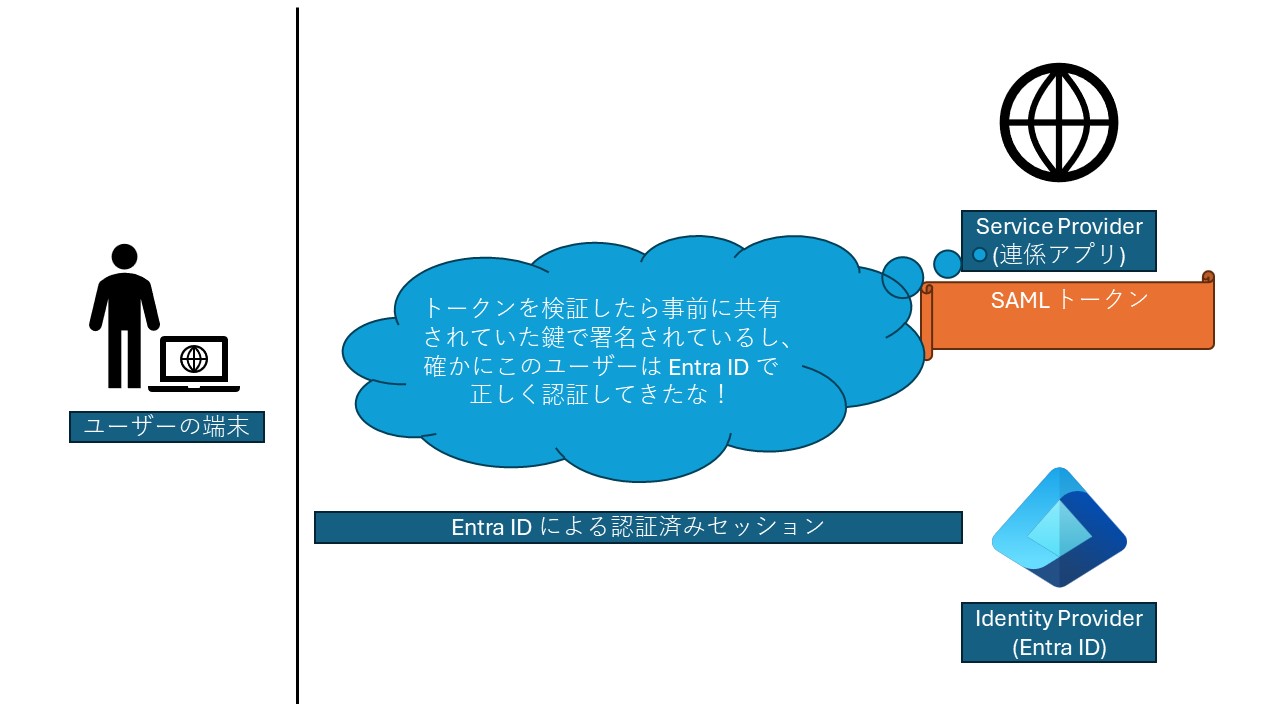 Service Provider
(連係アプリ)
SAML トークン
トークンを検証したら事前に共有
されていた鍵で署名されているし、
確かにこのユーザーは Entra ID で
正しく認証してきたな！
ユーザーの端末
Entra ID による認証済みセッション
Identity Provider
(Entra ID)